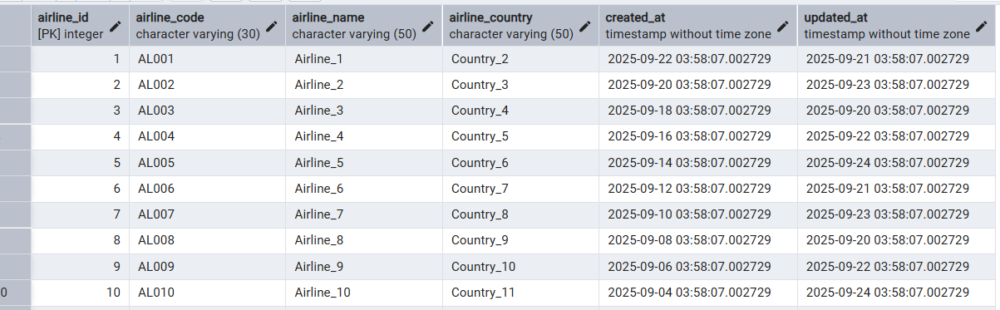 airline_id airline_code airline_name airline_country created_at updated_at
[PK] integer character varying (30) character varying (50) character varying (50) timestamp without time zone timestamp without time zone
1 AL001 Airline_1 Country_2 2025-09-22 03:58:07.002729 2025-09-21 03:58:07.002729
2 AL002 Airline_2 Country_3 2025-09-20 03:58:07.002729 2025-09-23 03:58:07.002729
3 AL003 Airline_3 Country_4 2025-09-18 03:58:07.002729 2025-09-20 03:58:07.002729
4 AL004 Airline_4 Country_5 2025-09-16 03:58:07.002729 2025-09-22 03:58:07.002729
5 AL005 Airline_5 Country_6 2025-09-14 03:58:07.002729 2025-09-24 03:58:07.002729
6 AL006 Airline_6 Country_7 2025-09-12 03:58:07.002729 2025-09-21 03:58:07.002729
7 AL007 Airline_7 Country_8 2025-09-10 03:58:07.002729 2025-09-23 03:58:07.002729
8 AL008 Airline_8 Country_9 2025-09-08 03:58:07.002729 2025-09-20 03:58:07.002729
9 AL009 Airline_9 Country_10 2025-09-06 03:58:07.002729 2025-09-22 03:58:07.002729
0 10 AL010 Airline_10 Country_11 2025-09-04 03:58:07.002729 2025-09-24 03:58:07.002729